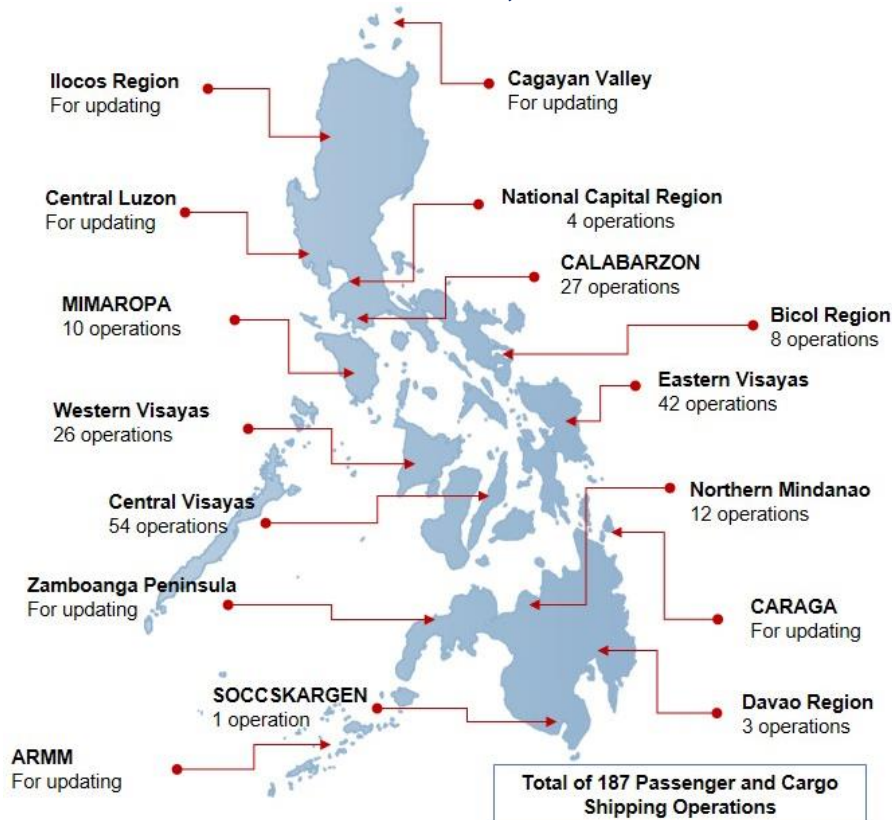 Ilocos Region
For updating
Cagayan Valley
For updating
Central Luzon
For updating
National Capital Region
4 operations
CALABARZON
27 operations
MIMAROPA
10 operations
Bicol Region
8 operations
Eastern Visayas
42 operations
Western Visayas
26 operations
Central Visayas
54 operations
Northern Mindanao
12 operations
Zamboanga Peninsula
For updating
CARAGA
For updating
SOCCSKARGEN
1 operation
Davao Region
3 operations
ARMM
For updating
Total of 187 Passenger and Cargo
Shipping Operations